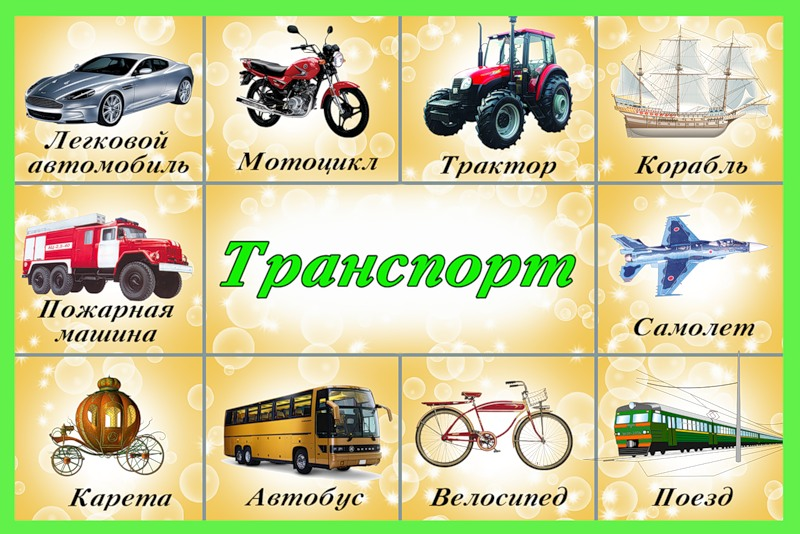 Легковой
автомобиль
Мотоцикл
Трактор
Корабль
Пожарная
машина
Транспорт
Самолет
Карета
Автобус
Велосипед
Поезд